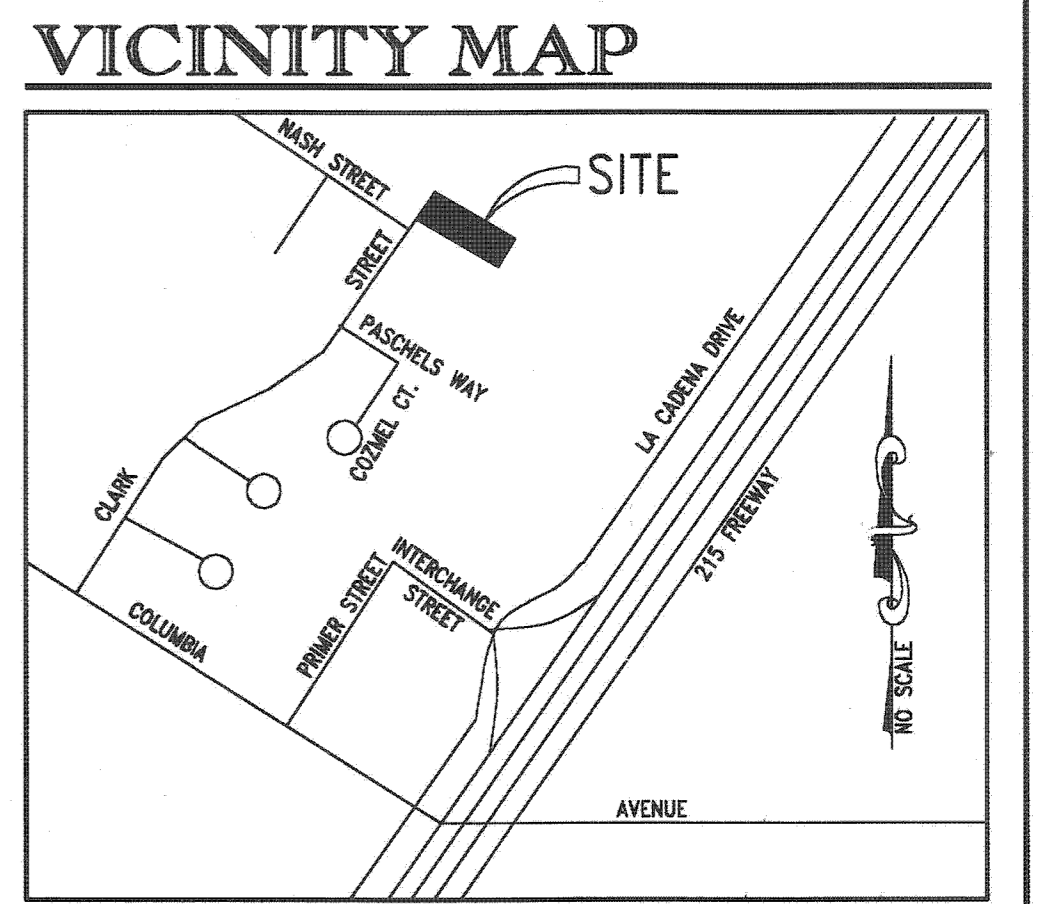 VICINITY MAP
NASH STREET
SITE
STREET
PASCHELS WAY
COZMEL CT.
LA CADENA DRIVE
215 FREEWAY
CLARK
INTERCHANGE
STREET
PRIMER STREET
COLUMBIA
NO SCALE
AVENUE